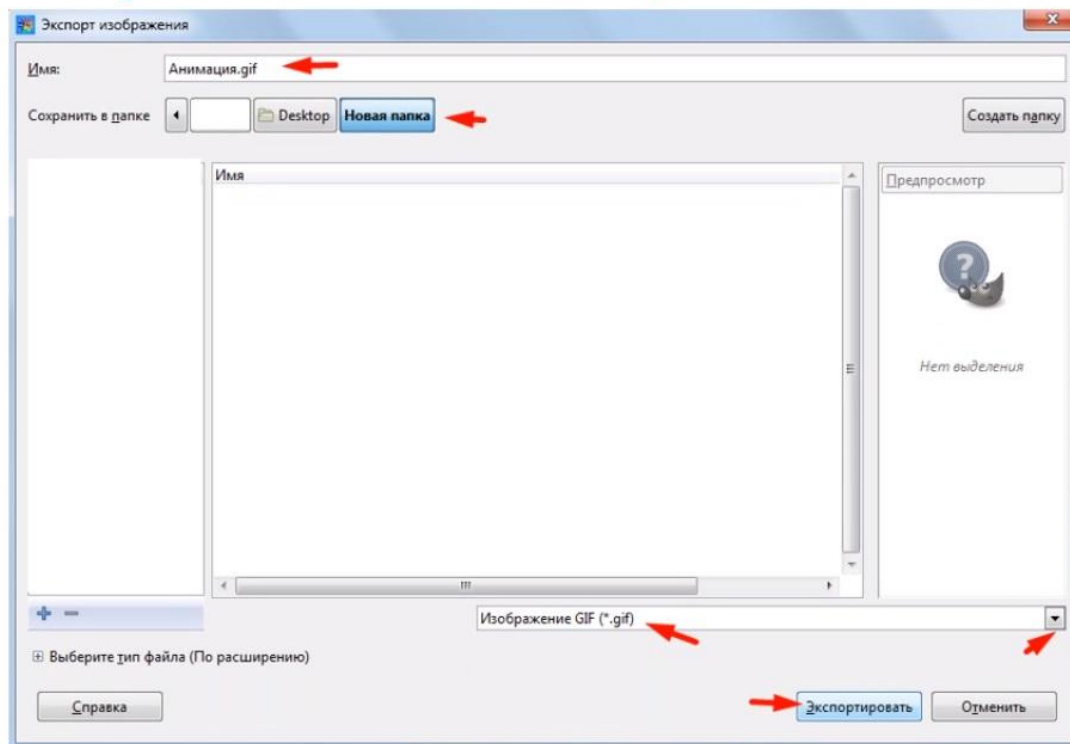 Экспорт изображения
Имя: Анимация.gif
Сохранить в папке Desktop Новая папка Создать папку
Имя
Предпросмотр
Нет выделения
Изображение GIF (*.gif)
Выберите тип файла (По расширению)
Справка Экспортировать Отменить